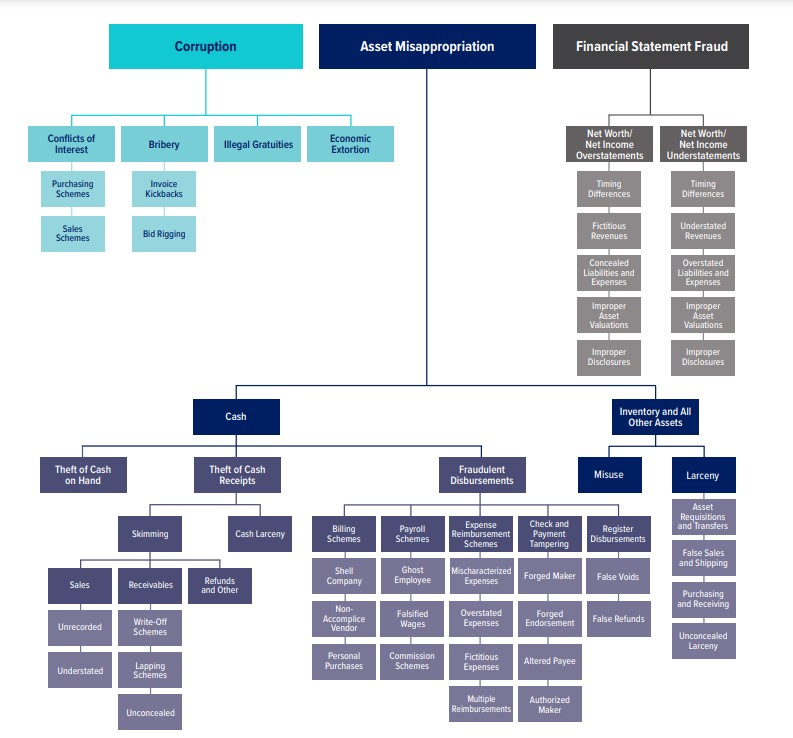 Corruption
Asset Misappropriation
Financial Statement Fraud
Conflicts of
Interest
Bribery
Illegal Gratuities
Economic
Extortion
Net Worth/
Net Income
Overstatements
Net Worth/
Net Income
Understatements
Purchasing
Schemes
Invoice
Kickbacks
Timing
Differences
Timing
Differences
Sales
Schemes
Bid Rigging
Fictitious
Revenues
Understated
Revenues
Concealed
Liabilities and
Expenses
Overstated
Liabilities and
Expenses
Improper
Asset
Valuations
Improper
Asset
Valuations
Improper
Disclosures
Improper
Disclosures
Cash
Inventory and All
Other Assets
Theft of Cash
on Hand
Theft of Cash
Receipts
Fraudulent
Disbursements
Misuse
Larceny
Asset
Requisitions
and Transfers
Skimming
Cash Larceny
Billing
Schemes
Payroll
Schemes
Expense
Reimbursement
Schemes
Check and
Payment
Tampering
Register
Disbursements
False Sales
and Shipping
Sales
Receivables
Refunds
and Other
Shell
Company
Ghost
Employee
Mischaracterized
Expenses
Forged Maker
False Voids
Purchasing
and Receiving
Unrecorded
Write-Off
Schemes
Non-
Accomplice
Vendor
Falsified
Wages
Overstated
Expenses
Forged
Endorsement
False Refunds
Unconcealed
Larceny
Understated
Lapping
Schemes
Personal
Purchases
Commission
Schemes
Fictitious
Expenses
Altered Payee
Unconcealed
Multiple
Reimbursements
Authorized
Maker